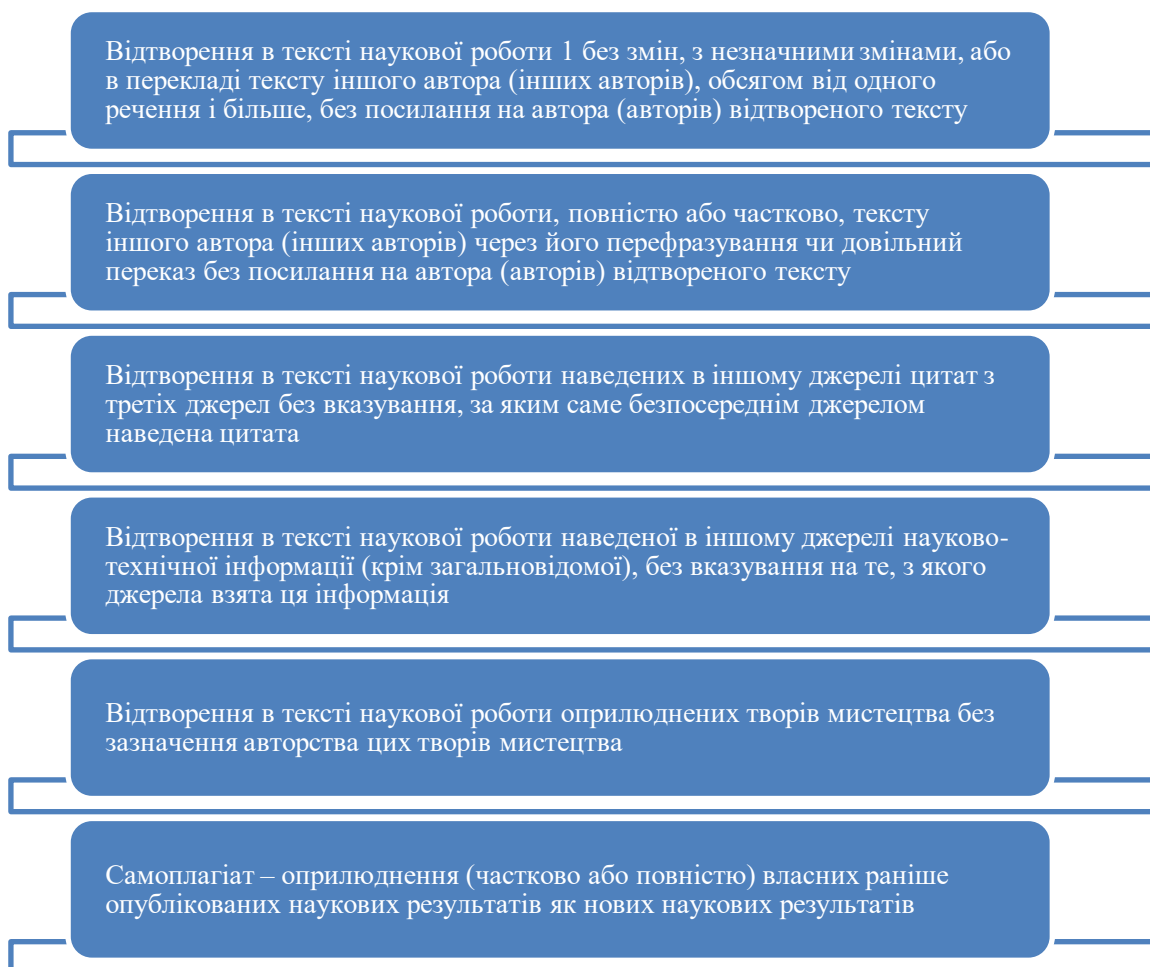 Відтворення в тексті наукової роботи 1 без змін, з незначними змінами, або
в перекладі тексту іншого автора (інших авторів), обсягом від одного
речення і більше, без посилання на автора (авторів) відтвореного тексту
Відтворення в тексті наукової роботи, повністю або частково, тексту
іншого автора (інших авторів) через його перефразування чи довільний
переказ без посилання на автора (авторів) відтвореного тексту
Відтворення в тексті наукової роботи наведених в іншому джерелі цитат з
третіх джерел без вказування, за яким саме безпосереднім джерелом
наведена цитата
Відтворення в тексті наукової роботи наведеної в іншому джерелі науково-
технічної інформації (крім загальновідомої), без вказування на те, з якого
джерела взята ця інформація
Відтворення в тексті наукової роботи оприлюднених творів мистецтва без
зазначення авторства цих творів мистецтва
Самоплагіат – оприлюднення (частково або повністю) власних раніше
опублікованих наукових результатів як нових наукових результатів